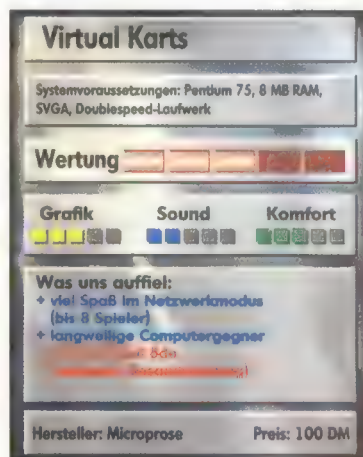 Virtual Karts
Systemvoraussetzungen: Pentium 75, 8 MB RAM,
SVGA, Doublespeed-Laufwerk
Wertung
Grafik Sound Komfort
Was uns auffiel:
+ viel Spaß im Netzwerkmodus
(bis 8 Spieler)
+ langweilige Computergegner
Hersteller: Microprose Preis: 100 DM